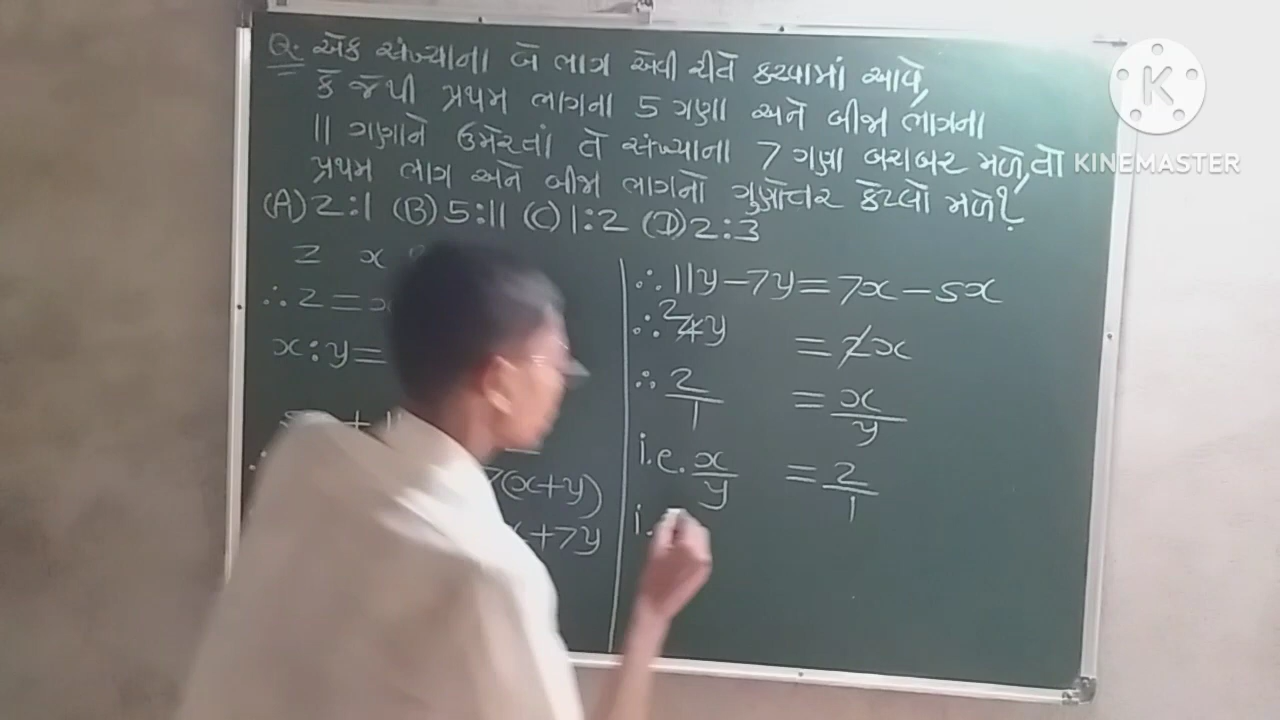 Q. એક સંખ્યાના બે ભાગ એવી રીતે કરવામાં આવે,
કે જેથી પ્રથમ ભાગના 5 ગણા અને બીજા ભાગના
11 ગણાને ઉમેરતાં તે સંખ્યાના 7 ગણા બરાબર મળે, તો
પ્રથમ ભાગ અને બીજા ભાગનો ગુણોત્તર કેટલો મળે?
(A) 2:1 (B) 5:11 (C) 1:2 (D) 2:3
z x
∴ z = x
x:y=
7(x+y)
+7y
∴ 11y-7y=7x-5x
∴ 2 4y = 2x
∴ 2/1 = x/y
i.e. x/y = 2/1
i.
K
KINEMASTER